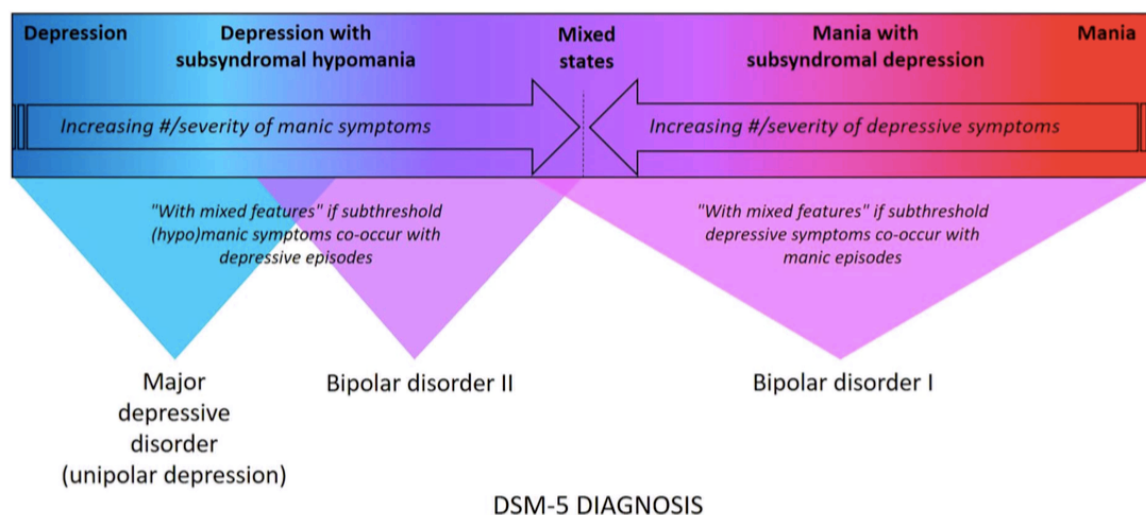 Depression
Depression with
subsyndromal hypomania
Mixed
states
Mania with
subsyndromal depression
Mania
Increasing #/severity of manic symptoms
Increasing #/severity of depressive symptoms
"With mixed features" if subthreshold
(hypo)manic symptoms co-occur with
depressive episodes
"With mixed features" if subthreshold
depressive symptoms co-occur with
manic episodes
Major
depressive
disorder
(unipolar depression)
Bipolar disorder II
Bipolar disorder I
DSM-5 DIAGNOSIS